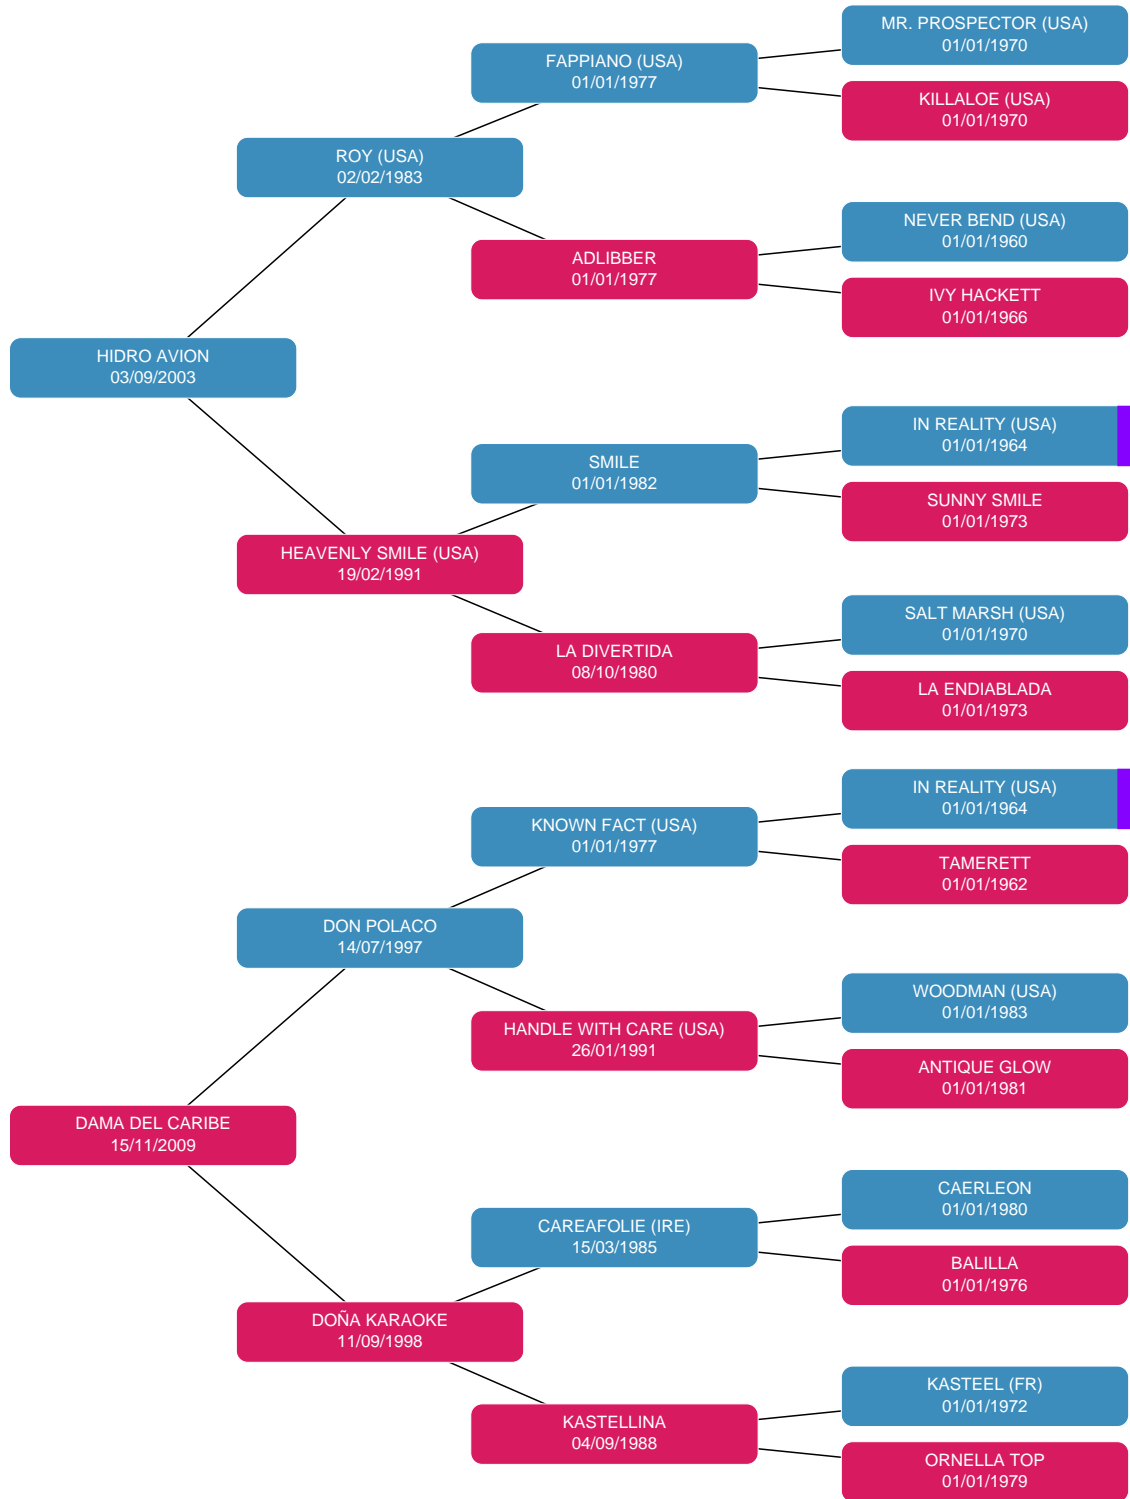 MR. PROSPECTOR (USA)
01/01/1970
FAPPIANO (USA)
01/01/1977
KILLALOE (USA)
01/01/1970
ROY (USA)
02/02/1983
NEVER BEND (USA)
01/01/1960
ADLIBBER
01/01/1977
IVY HACKETT
01/01/1966
HIDRO AVION
03/09/2003
IN REALITY (USA)
01/01/1964
SMILE
01/01/1982
SUNNY SMILE
01/01/1973
HEAVENLY SMILE (USA)
19/02/1991
SALT MARSH (USA)
01/01/1970
LA DIVERTIDA
08/10/1980
LA ENDIABLADA
01/01/1973
IN REALITY (USA)
01/01/1964
KNOWN FACT (USA)
01/01/1977
TAMERETT
01/01/1962
DON POLACO
14/07/1997
WOODMAN (USA)
01/01/1983
HANDLE WITH CARE (USA)
26/01/1991
ANTIQUE GLOW
01/01/1981
DAMA DEL CARIBE
15/11/2009
CAERLEON
01/01/1980
CAREAFOLIE (IRE)
15/03/1985
BALILLA
01/01/1976
DOÑA KARAOKE
11/09/1998
KASTEEL (FR)
01/01/1972
KASTELLINA
04/09/1988
ORNELLA TOP
01/01/1979